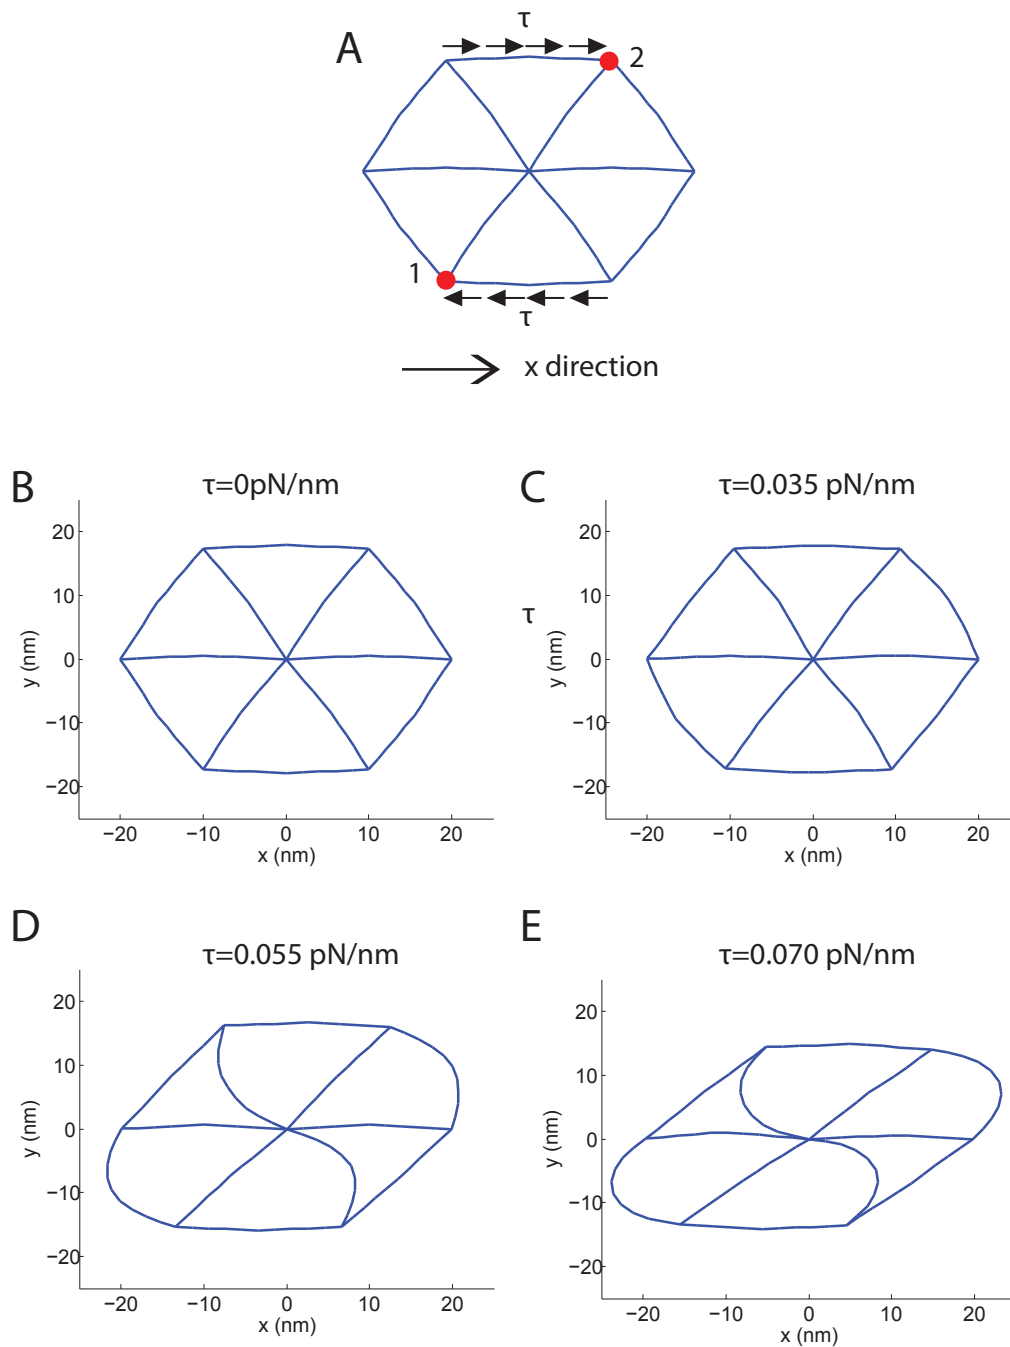 A
τ
2
1
τ
x direction
B
τ=0pN/nm
20
10
0
−10
−20
y (nm)
−20 −10 0 10 20
x (nm)
C
τ=0.035 pN/nm
τ
20
10
0
−10
−20
y (nm)
−20 −10 0 10 20
x (nm)
D
τ=0.055 pN/nm
20
10
0
−10
−20
y (nm)
−20 −10 0 10 20
x (nm)
E
τ=0.070 pN/nm
20
10
0
−10
−20
y (nm)
−20 −10 0 10 20
x (nm)